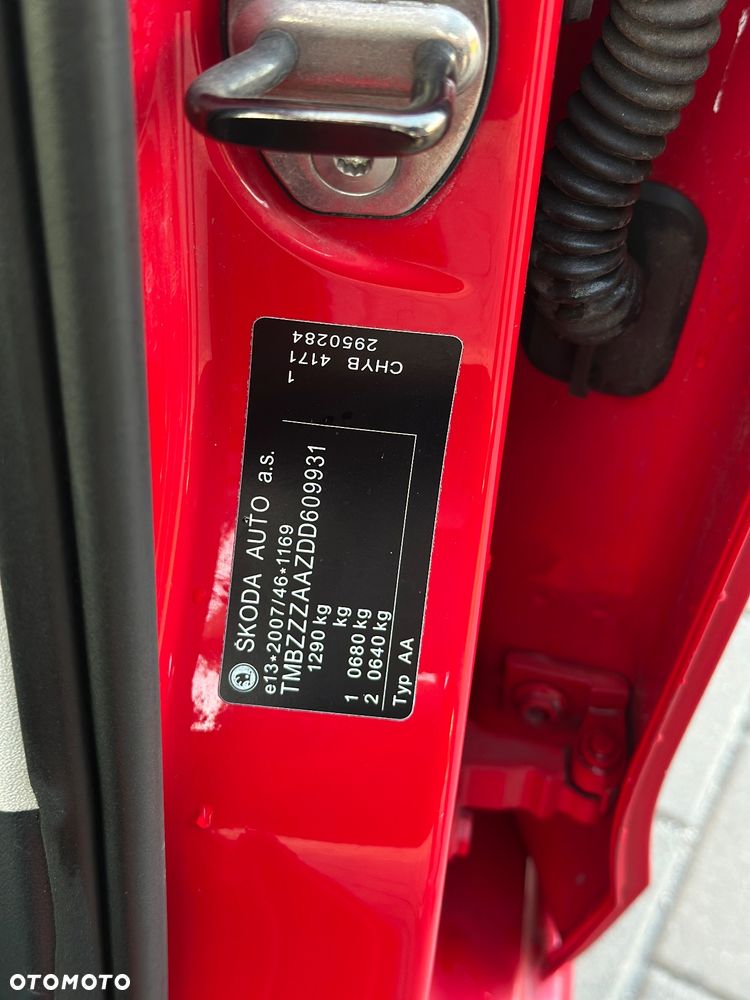 ŠKODA AUTO a.s.
e13*2007/46*1169
TMBZZZAAZDD609931
1290 kg
kg
1 0680 kg
2 0640 kg
Typ AA
1
CHYB 4171
2950284
OTOMOTO